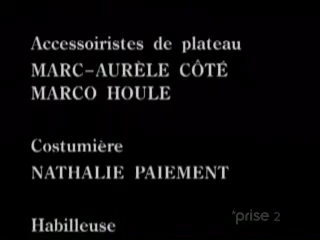 Accessoiristes de plateau
MARC-AURÈLE CÔTÉ
MARCO HOULE
Costumière
NATHALIE PAIEMENT
Habilleuse
prise 2